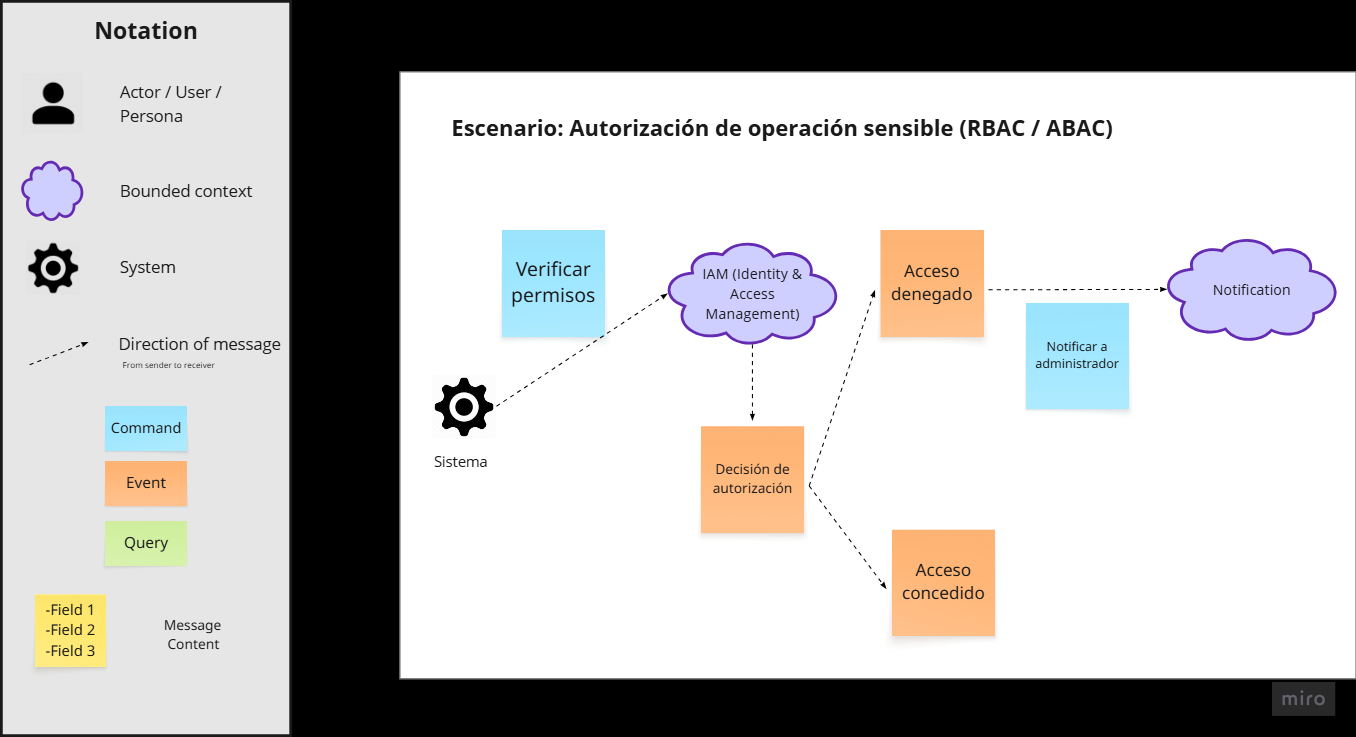 Notation
Actor / User /
Persona
Bounded context
System
Direction of message
From sender to receiver
Command
Event
Query
-Field 1
-Field 2
-Field 3
Message
Content
Escenario: Autorización de operación sensible (RBAC / ABAC)
Verificar
permisos
IAM (Identity &
Access
Management)
Sistema
Decisión de
autorización
Acceso
denegado
Acceso
concedido
Notificar a
administrador
Notification
miro